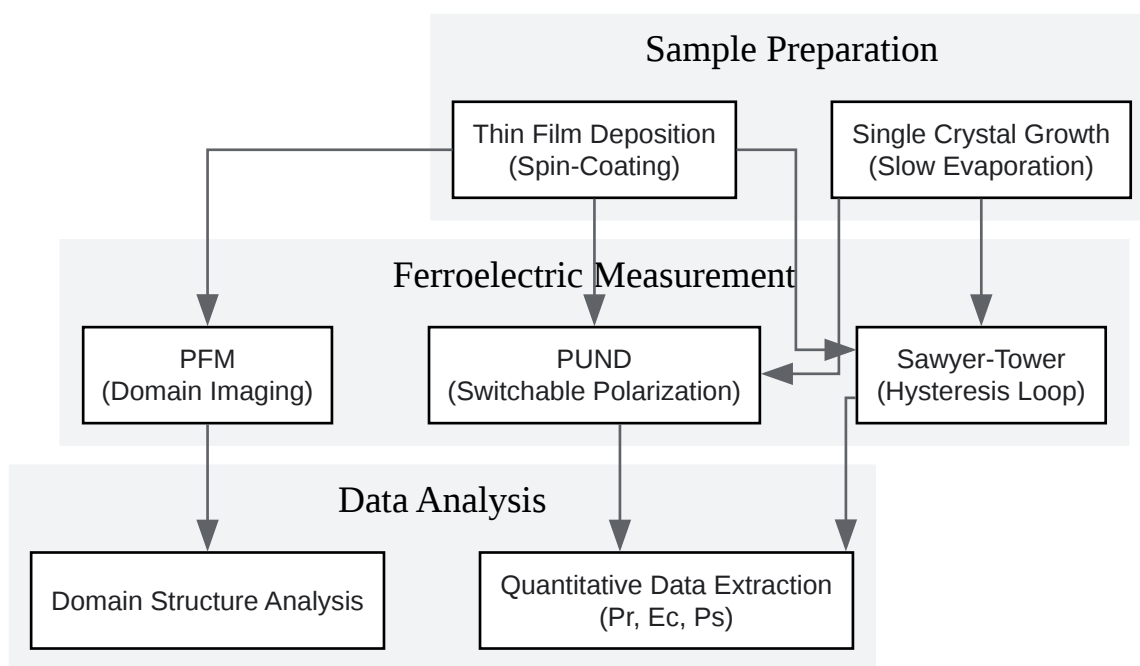 Sample Preparation
Thin Film Deposition
(Spin-Coating)
Single Crystal Growth
(Slow Evaporation)
Ferroelectric Measurement
PFM
(Domain Imaging)
PUND
(Switchable Polarization)
Sawyer-Tower
(Hysteresis Loop)
Data Analysis
Domain Structure Analysis
Quantitative Data Extraction
(Pr, Ec, Ps)